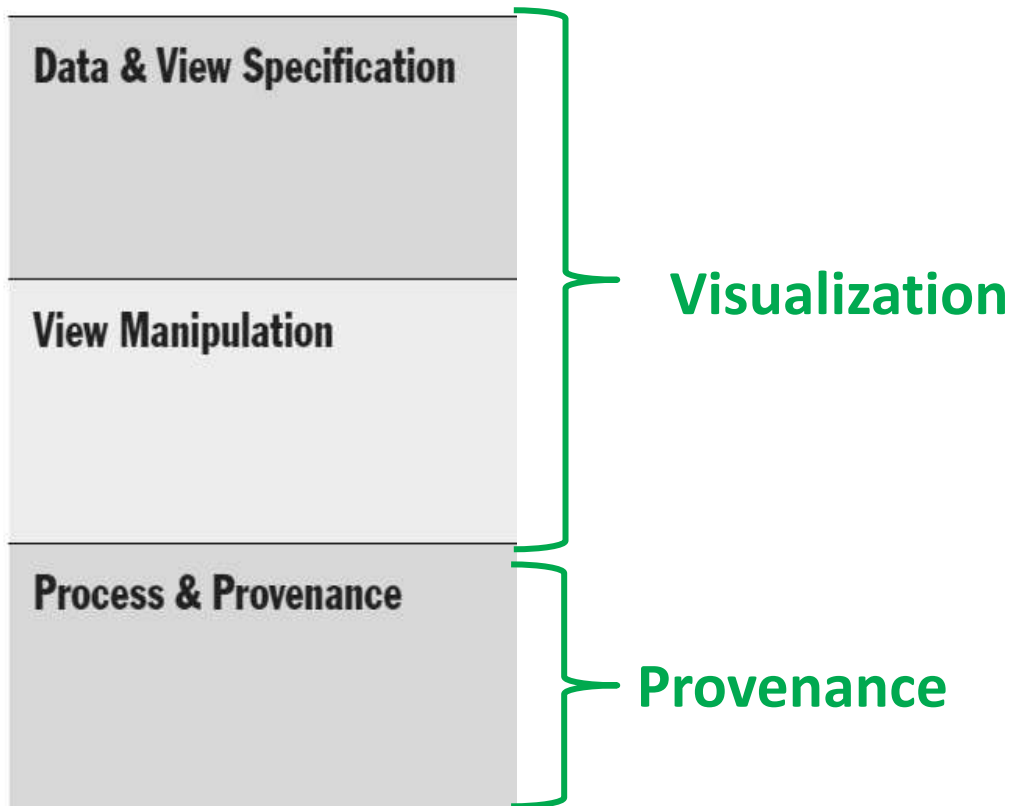 Data & View Specification
Visualization
View Manipulation
Process & Provenance
Provenance